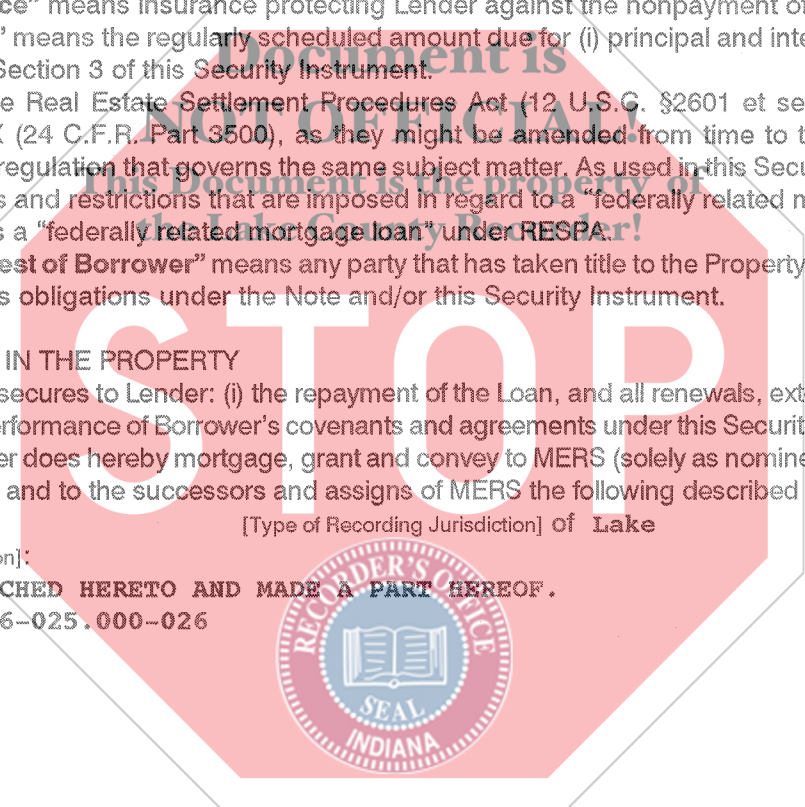 ce” means insurance protecting Lender against the nonpayment of
” means the regularly scheduled amount due for (i) principal and inte
Section 3 of this Security Instrument.
e Real Estate Settlement Procedures Act (12 U.S.C. §2601 et se
X (24 C.F.R. Part 3500), as they might be amended from time to t
regulation that governs the same subject matter. As used in this Secu
s and restrictions that are imposed in regard to a “federally related m
s a “federally related mortgage loan” under RESPA.
est of Borrower” means any party that has taken title to the Property
s obligations under the Note and/or this Security Instrument.
IN THE PROPERTY
secures to Lender: (i) the repayment of the Loan, and all renewals, ext
rformance of Borrower’s covenants and agreements under this Securit
er does hereby mortgage, grant and convey to MERS (solely as nomine
and to the successors and assigns of MERS the following described
[Type of Recording Jurisdiction] of Lake
on]:
CHED HERETO AND MADE A PART HEREOF.
6-025.000-026
Document is
NOT OFFICIAL!
This Document is the property of
the Lake County Recorder!
STOP
RECORDER'S OFFICE
SEAL
INDIANA